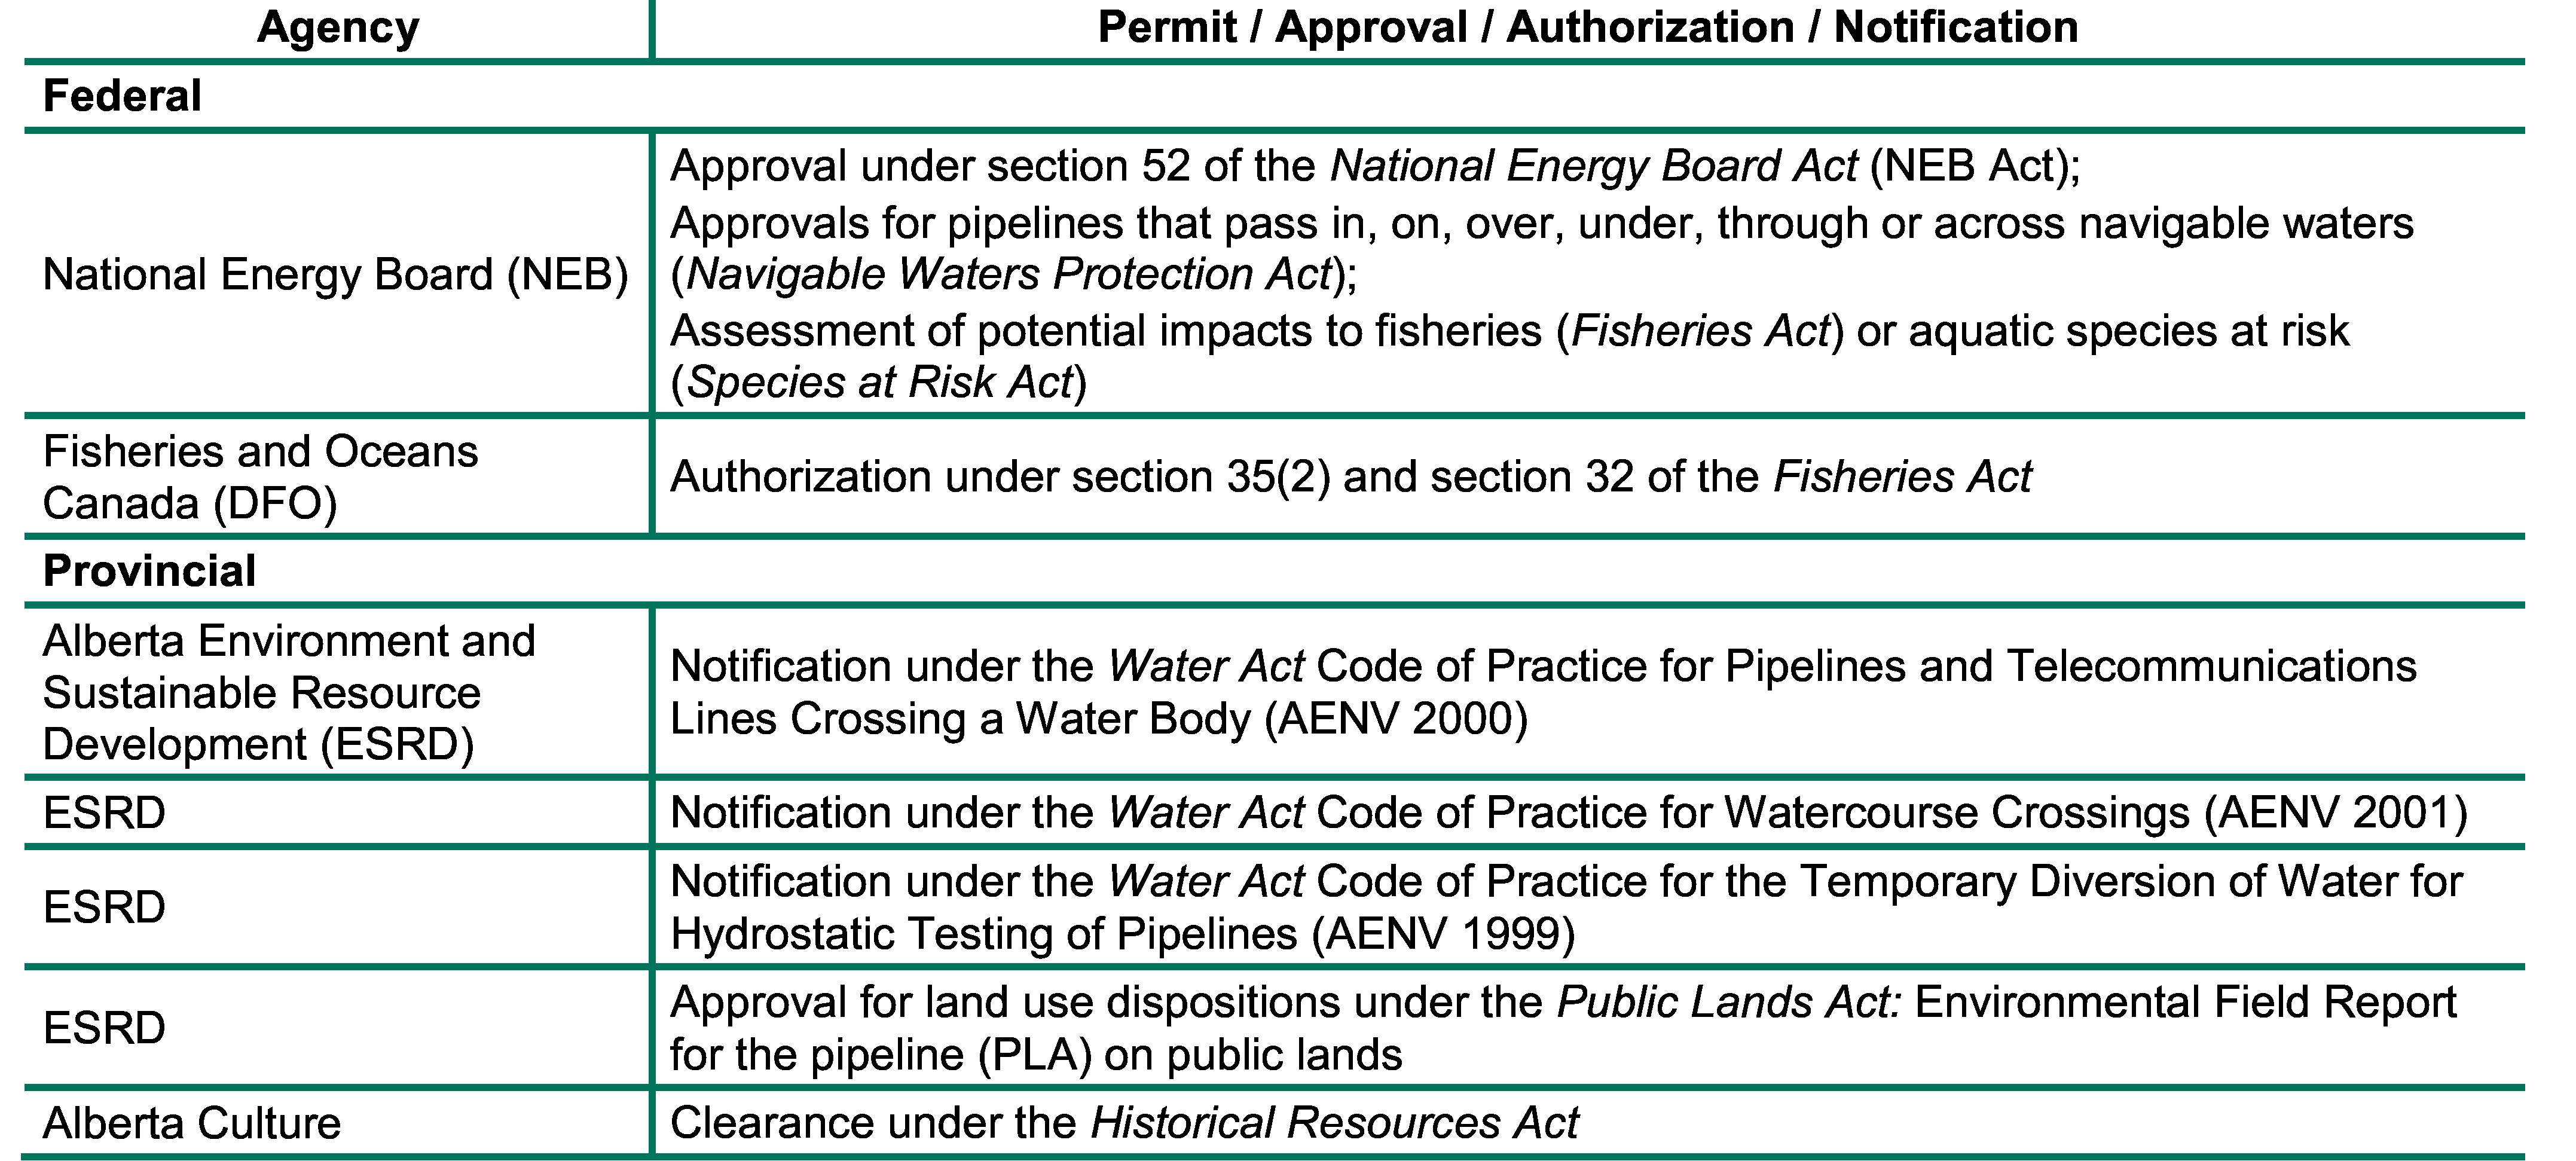 Agency
Permit / Approval / Authorization / Notification
Federal
National Energy Board (NEB)
Approval under section 52 of the National Energy Board Act (NEB Act);
Approvals for pipelines that pass in, on, over, under, through or across navigable waters
(Navigable Waters Protection Act);
Assessment of potential impacts to fisheries (Fisheries Act) or aquatic species at risk
(Species at Risk Act)
Fisheries and Oceans
Canada (DFO)
Authorization under section 35(2) and section 32 of the Fisheries Act
Provincial
Alberta Environment and
Sustainable Resource
Development (ESRD)
Notification under the Water Act Code of Practice for Pipelines and Telecommunications
Lines Crossing a Water Body (AENV 2000)
ESRD
Notification under the Water Act Code of Practice for Watercourse Crossings (AENV 2001)
ESRD
Notification under the Water Act Code of Practice for the Temporary Diversion of Water for
Hydrostatic Testing of Pipelines (AENV 1999)
ESRD
Approval for land use dispositions under the Public Lands Act: Environmental Field Report
for the pipeline (PLA) on public lands
Alberta Culture
Clearance under the Historical Resources Act